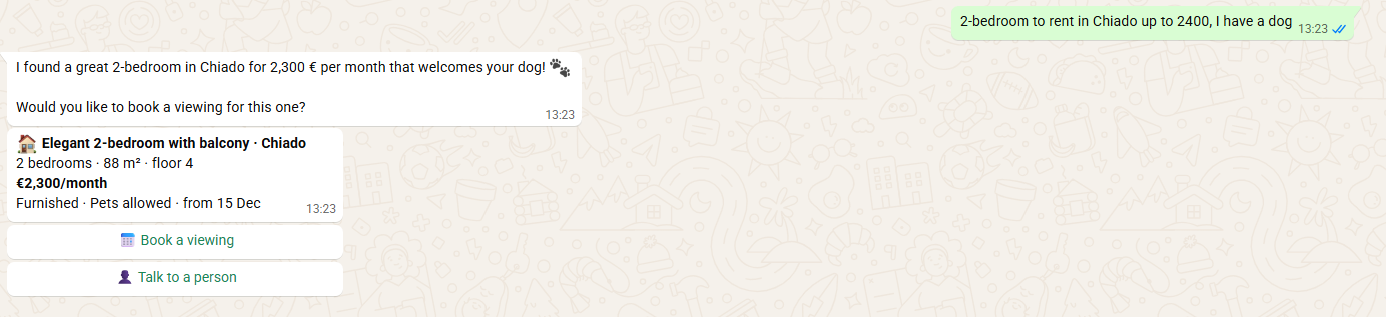 2-bedroom to rent in Chiado up to 2400, I have a dog 13:23
I found a great 2-bedroom in Chiado for 2,300 € per month that welcomes your dog! 🐾
Would you like to book a viewing for this one?
13:23
🏠 Elegant 2-bedroom with balcony · Chiado
2 bedrooms · 88 m² · floor 4
€2,300/month
Furnished · Pets allowed · from 15 Dec 13:23
📅 Book a viewing
👤 Talk to a person